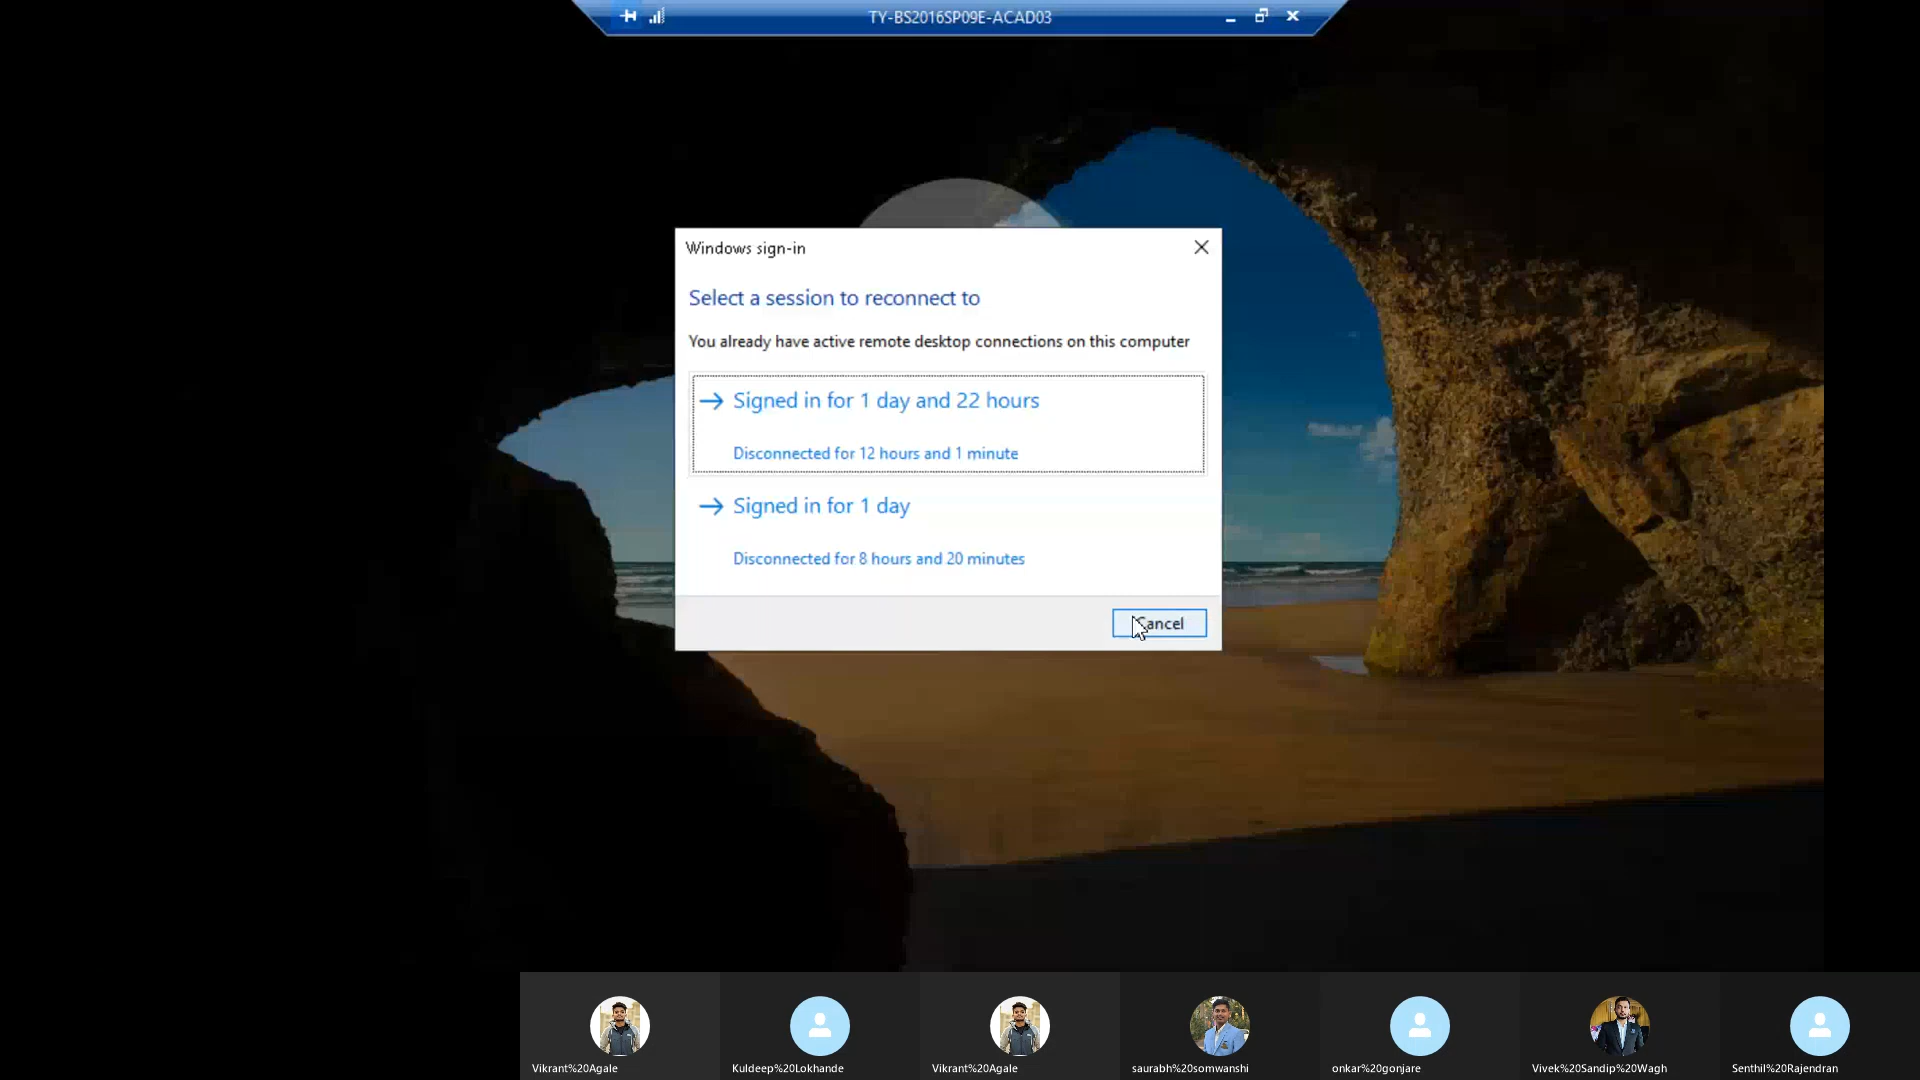 TY-BS2016SP09E-ACAD03
Windows sign-in
Select a session to reconnect to
You already have active remote desktop connections on this computer
Signed in for 1 day and 22 hours
Disconnected for 12 hours and 1 minute
Signed in for 1 day
Disconnected for 8 hours and 20 minutes
Cancel
Vikrant%20Agale
Kuldeep%20Lokhande
Vikrant%20Agale
saurabh%20somwanshi
onkar%20gonjare
Vivek%20Sandip%20Wagh
Senthil%20Rajendran